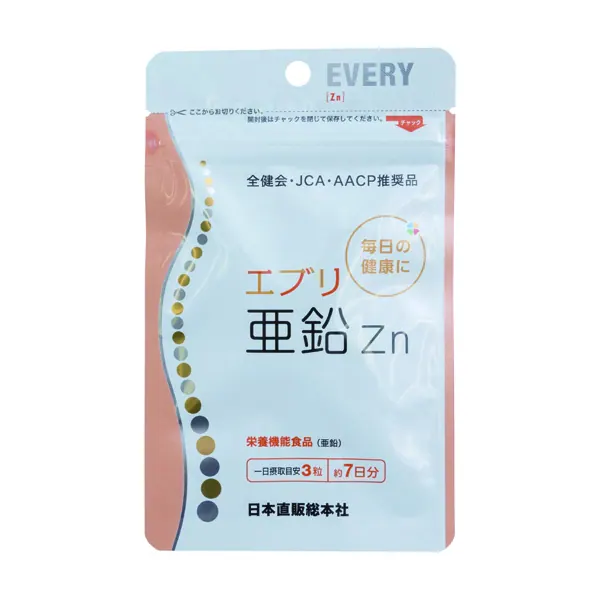 EVERY
[Zn]
ここからお切りください。
開封後はチャックを閉じて保存してください。
チャック
全健会・JCA・AACP推奨品
毎日の
健康に
エブリ
亜鉛 Zn
栄養機能食品（亜鉛）
一日摂取目安3粒 約7日分
日本直販総本社